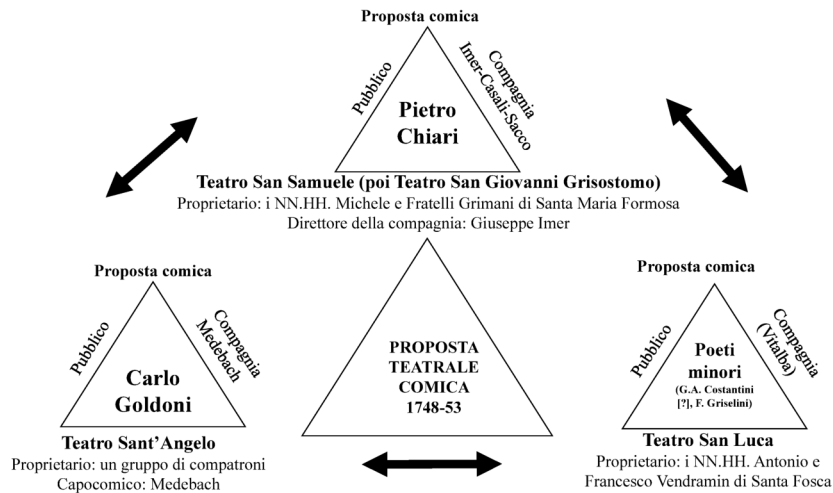 Proposta comica
Pubblico
Compagnia
Imer-Casali-Sacco
Pietro
Chiari
Teatro San Samuele (poi Teatro San Giovanni Grisostomo)
Proprietario: i NN.HH. Michele e Fratelli Grimani di Santa Maria Formosa
Direttore della compagnia: Giuseppe Imer
Proposta comica
Pubblico
Compagnia
Medebach
Carlo
Goldoni
Teatro Sant’Angelo
Proprietario: un gruppo di compatroni
Capocomico: Medebach
PROPOSTA
TEATRALE
COMICA
1748-53
Proposta comica
Pubblico
Compagnia
(Vitalba)
Poeti
minori
(G.A. Costantini
[?], F. Griselini)
Teatro San Luca
Proprietario: i NN.HH. Antonio e
Francesco Vendramin di Santa Fosca